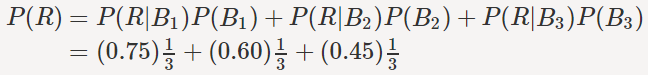 P(R) = P(R|B₁)P(B₁) + P(R|B₂)P(B₂) + P(R|B₃)P(B₃)
= (0.75)⅓ + (0.60)⅓ + (0.45)⅓